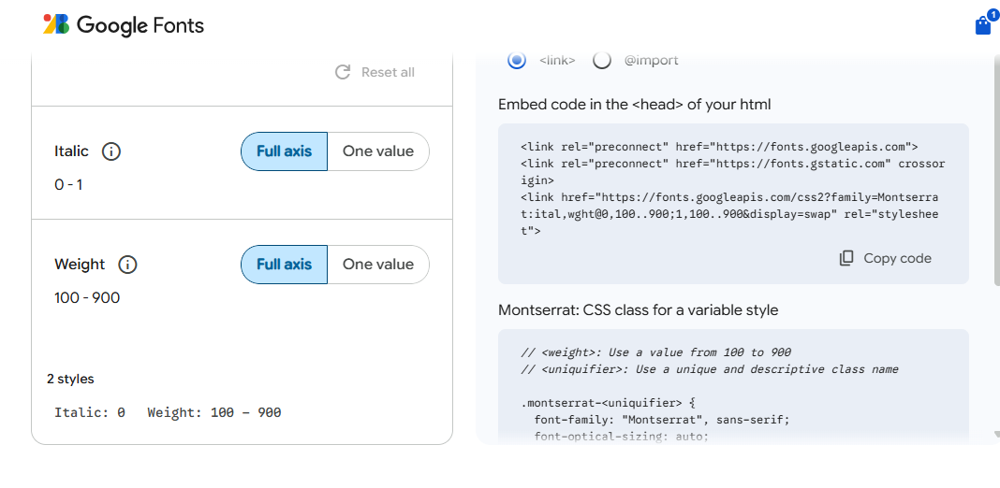 Google Fonts
1
Reset all
Italic
Full axis
One value
0 - 1
Weight
Full axis
One value
100 - 900
2 styles
Italic: 0 Weight: 100 – 900
<link>
@import
Embed code in the <head> of your html
<link rel="preconnect" href="https://fonts.googleapis.com">
<link rel="preconnect" href="https://fonts.gstatic.com" crossor
igin>
<link href="https://fonts.googleapis.com/css2?family=Montserra
t:ital,wght@0,100..900;1,100..900&display=swap" rel="styleshee
t">
Copy code
Montserrat: CSS class for a variable style
// <weight>: Use a value from 100 to 900
// <uniquifier>: Use a unique and descriptive class name
.montserrat-<uniquifier> {
font-family: "Montserrat", sans-serif;
font-optical-sizing: auto;